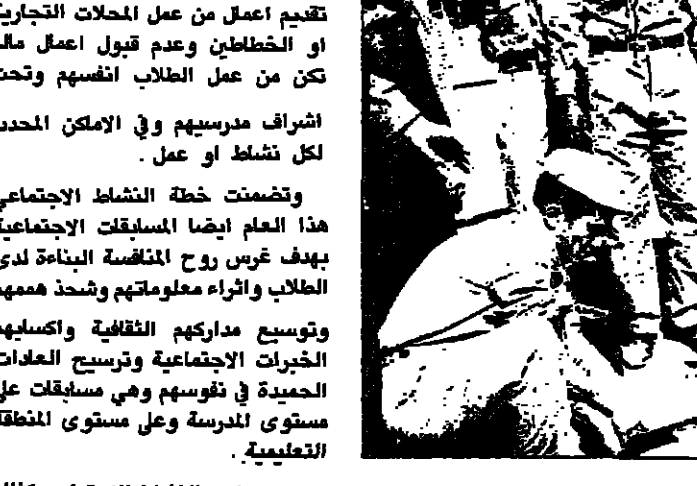 تقديم اعمال من عمل المحلات التجارية
او الخطاطين وعدم قبول اعمال مالم
تكن من عمل الطلاب انفسهم وتحت
اشراف مدرسيهم وفي الاماكن المحدد
لكل نشاط او عمل .
وتضمنت خطة النشاط الاجتماعي
هذا العام ايضا المسابقات الاجتماعية
بهدف غرس روح المنافسة البناءة لدى
الطلاب واثراء معلوماتهم وشحذ هممهم
وتوسيع مداركهم الثقافية واكسابهم
الخبرات الاجتماعية وترسيح العادات
الحميدة في نفوسهم وهي مسابقات على
مستوى المدرسة وعلى مستوى المنطقة
التعليمية .